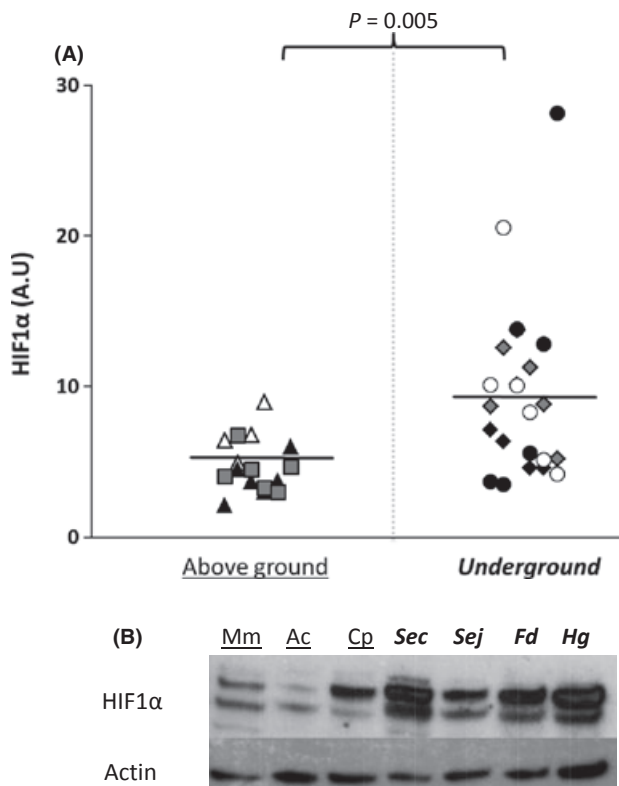 P = 0.005
(A)
30
20
10
0
HIF1α (A.U)
Above ground
Underground
(B)
Mm Ac Cp Sec Sej Fd Hg
HIF1α
Actin